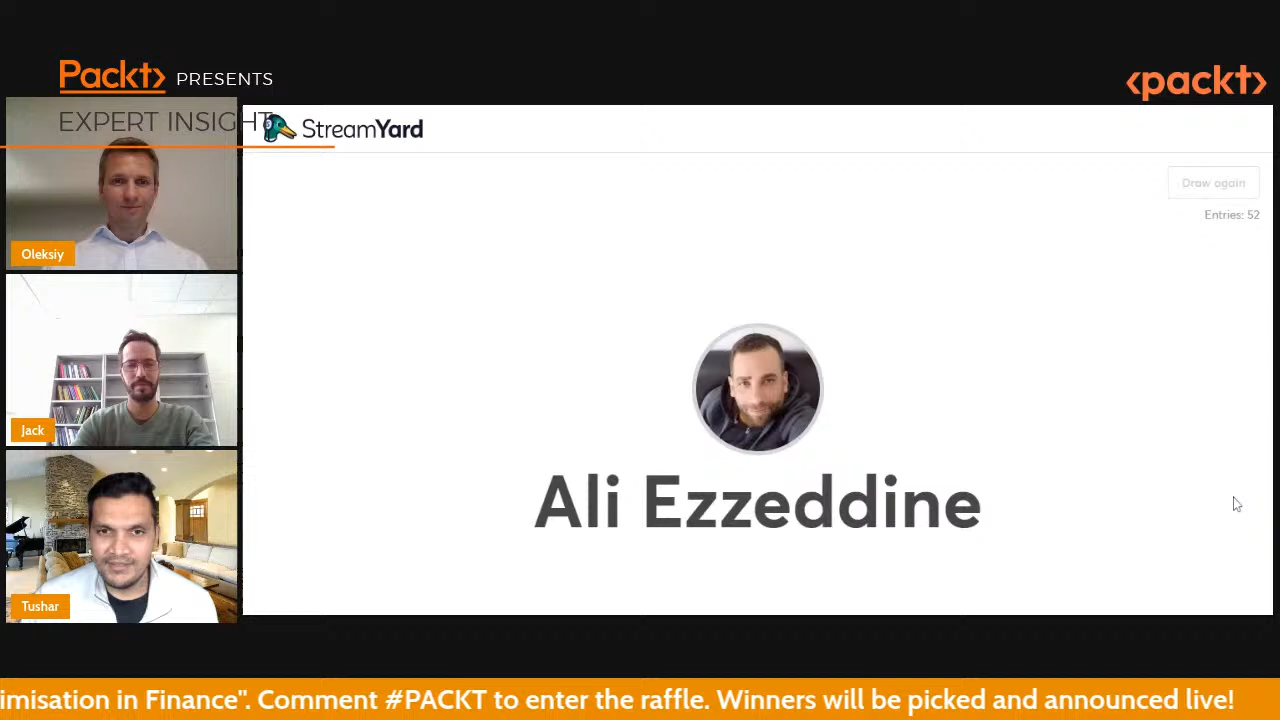 Packt> PRESENTS
<packt>
EXPERT INSIGHT
StreamYard
Draw again
Entries: 52
Oleksiy
Jack
Ali Ezzeddine
Tushar
imisation in Finance". Comment #PACKT to enter the raffle. Winners will be picked and announced live!